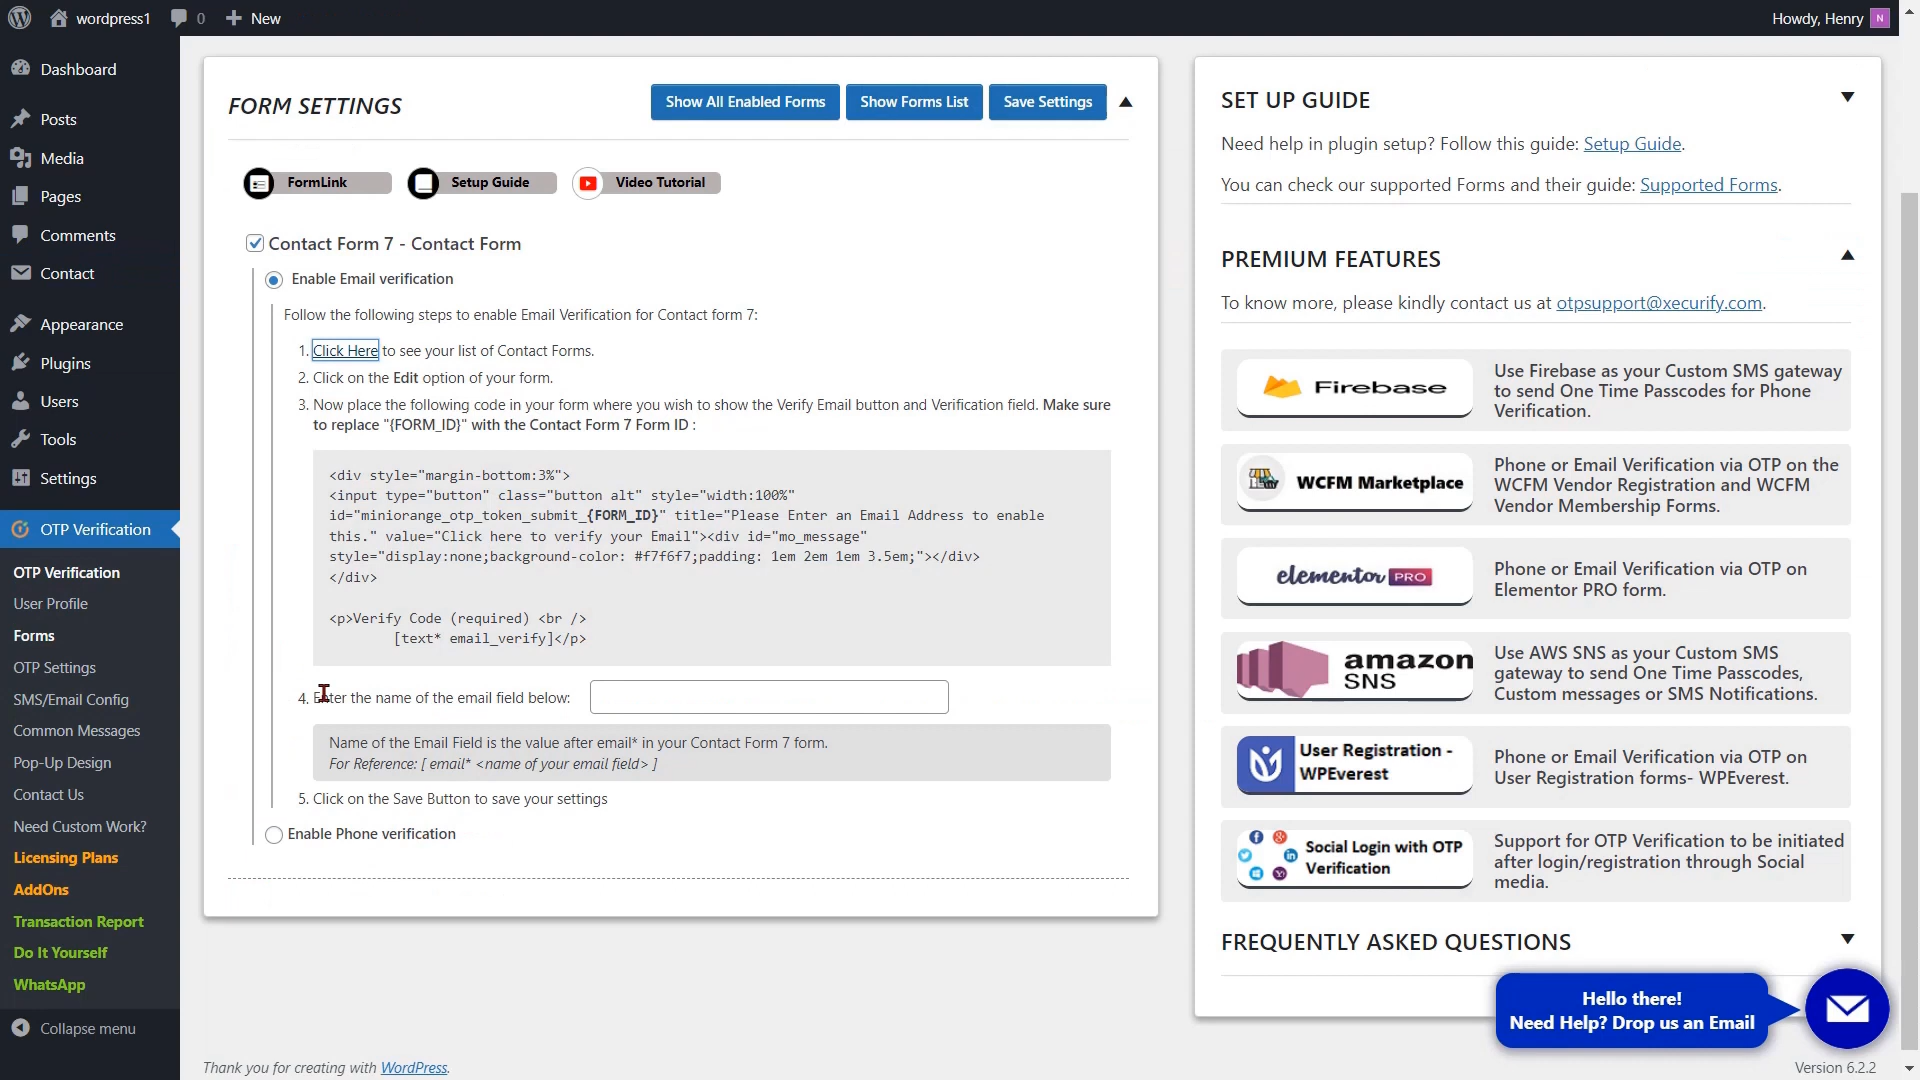 wordpress1
0
New
Howdy, Henry
N
Dashboard
Posts
Media
Pages
Comments
Contact
Appearance
Plugins
Users
Tools
Settings
OTP Verification
OTP Verification
User Profile
Forms
OTP Settings
SMS/Email Config
Common Messages
Pop-Up Design
Contact Us
Need Custom Work?
Licensing Plans
AddOns
Transaction Report
Do It Yourself
WhatsApp
Collapse menu
FORM SETTINGS
Show All Enabled Forms
Show Forms List
Save Settings
FormLink
Setup Guide
Video Tutorial
Contact Form 7 - Contact Form
Enable Email verification
Follow the following steps to enable Email Verification for Contact form 7:
1. Click Here to see your list of Contact Forms.
2. Click on the Edit option of your form.
3. Now place the following code in your form where you wish to show the Verify Email button and Verification field. Make sure
to replace "{FORM_ID}" with the Contact Form 7 Form ID :
<div style="margin-bottom:3%">
<input type="button" class="button alt" style="width:100%"
id="miniorange_otp_token_submit_{FORM_ID}" title="Please Enter an Email Address to enable
this." value="Click here to verify your Email"><div id="mo_message"
style="display:none;background-color: #f7f6f7;padding: 1em 2em 1em 3.5em;"></div>
</div>
<p>Verify Code (required) <br />
[text* email_verify]</p>
4. Enter the name of the email field below:
Name of the Email Field is the value after email* in your Contact Form 7 form.
For Reference: [ email* <name of your email field> ]
5. Click on the Save Button to save your settings
Enable Phone verification
Thank you for creating with WordPress.
SET UP GUIDE
Need help in plugin setup? Follow this guide: Setup Guide.
You can check our supported Forms and their guide: Supported Forms.
PREMIUM FEATURES
To know more, please kindly contact us at otpsupport@xecurify.com.
Firebase
Use Firebase as your Custom SMS gateway
to send One Time Passcodes for Phone
Verification.
WCFM Marketplace
Phone or Email Verification via OTP on the
WCFM Vendor Registration and WCFM
Vendor Membership Forms.
elementor PRO
Phone or Email Verification via OTP on
Elementor PRO form.
amazon
SNS
Use AWS SNS as your Custom SMS
gateway to send One Time Passcodes,
Custom messages or SMS Notifications.
User Registration -
WPEverest
Phone or Email Verification via OTP on
User Registration forms- WPEverest.
Social Login with OTP
Verification
Support for OTP Verification to be initiated
after login/registration through Social
media.
FREQUENTLY ASKED QUESTIONS
Hello there!
Need Help? Drop us an Email
Version 6.2.2